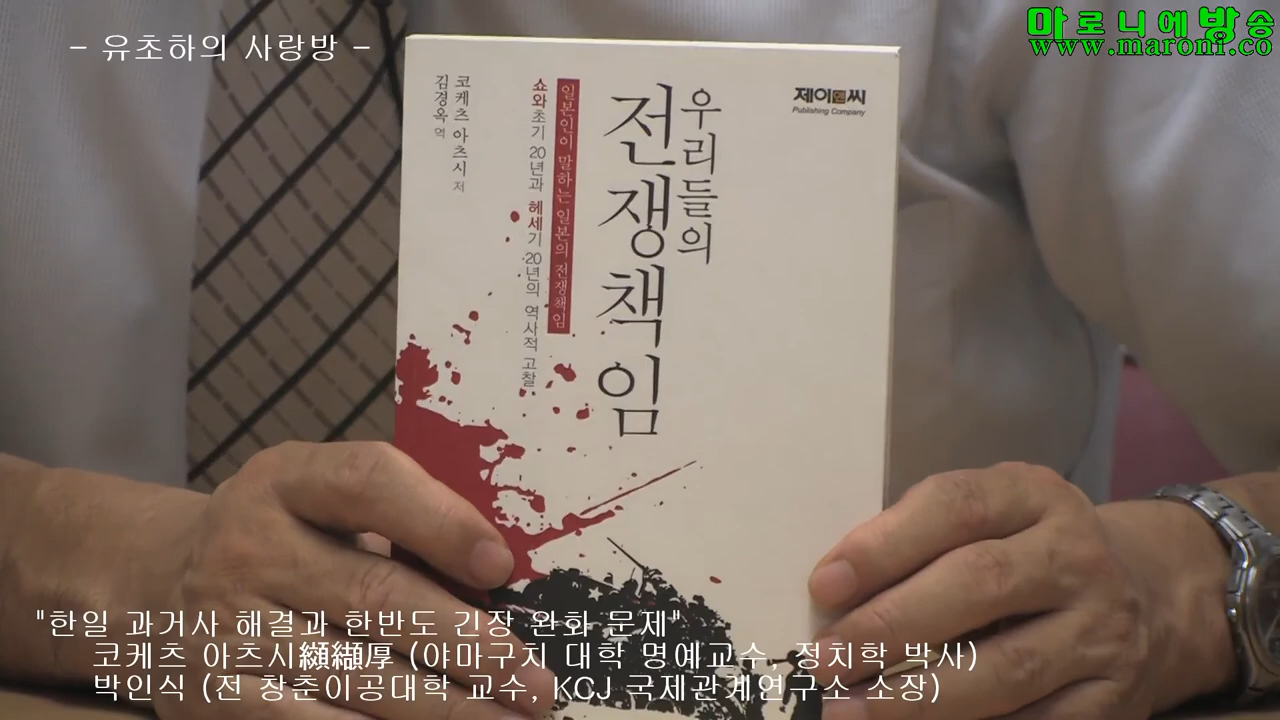 - 유초하의 사랑방 -
마로니에방송
www.maroni.co
제이앤씨
Publishing Company
우리들의
전쟁책임
일본인이 말하는 일본의 전쟁책임
쇼와초기 20년과 헤세기 20년의 역사적 고찰
코케츠 아츠시 저
김경옥 역
"한일 과거사 해결과 한반도 긴장 완화 문제"
코케츠 아츠시纐纈厚 (야마구치 대학 명예교수, 정치학 박사)
박인식 (전 창춘이공대학 교수, KCJ 국제관계연구소 소장)